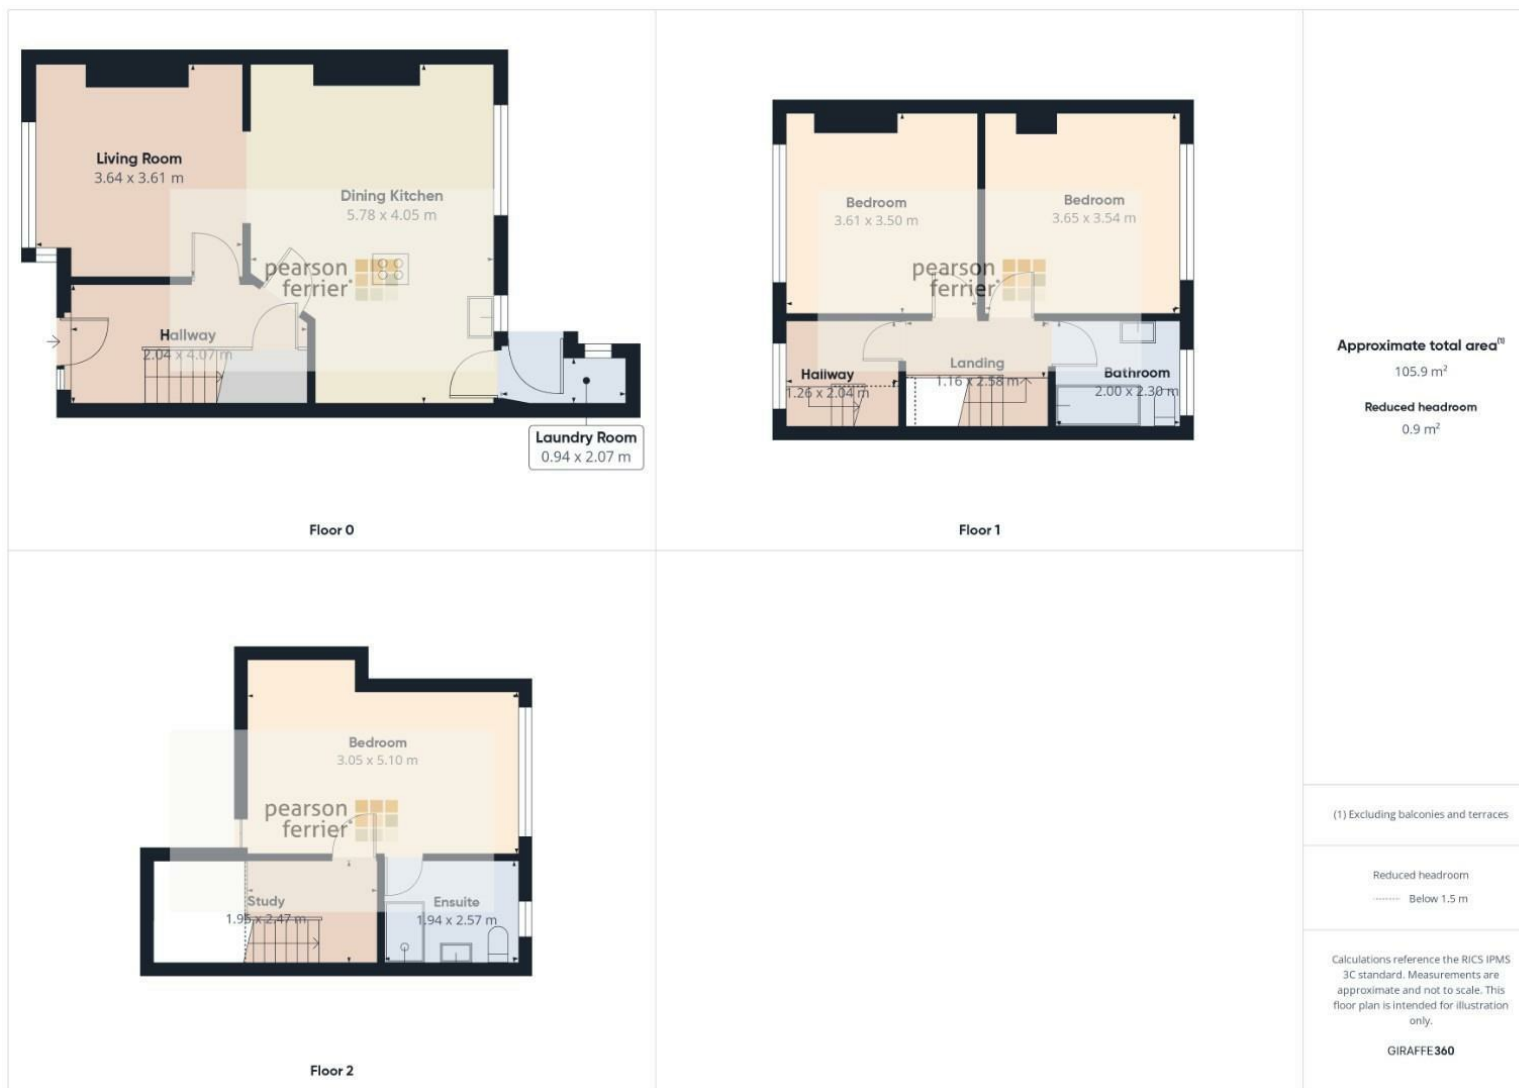 Living Room
3.64 x 3.61 m
Dining Kitchen
5.78 x 4.05 m
pearson
ferrier
Hallway
2.04 x 4.07 m
Laundry Room
0.94 x 2.07 m
Floor 0
Bedroom
3.61 x 3.50 m
Bedroom
3.65 x 3.54 m
pearson
ferrier
Hallway
1.26 x 2.04 m
Landing
1.16 x 2.58 m
Bathroom
2.00 x 2.30 m
Floor 1
Bedroom
3.05 x 5.10 m
pearson
ferrier
Study
1.95 x 2.47 m
Ensuite
1.94 x 2.57 m
Floor 2
Approximate total area(1)
105.9 m²
Reduced headroom
0.9 m²
(1) Excluding balconies and terraces
Reduced headroom
Below 1.5 m
Calculations reference the RICS IPMS
3C standard. Measurements are
approximate and not to scale. This
floor plan is intended for illustration
only.
GIRAFFE360